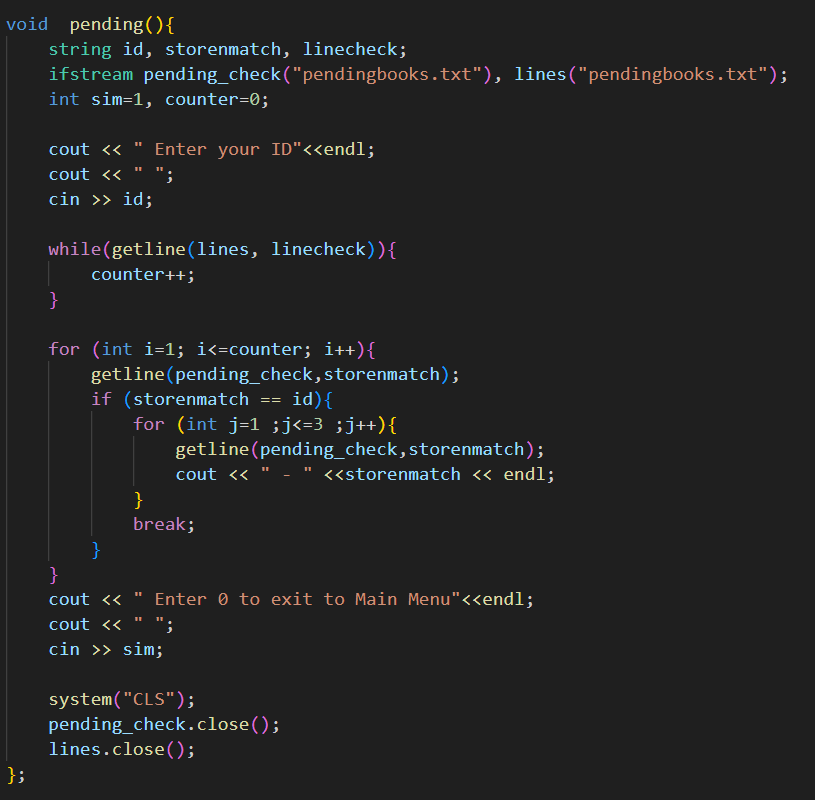 void  pending(){
    string id, storenmatch, linecheck;
    ifstream pending_check("pendingbooks.txt"), lines("pendingbooks.txt");
    int sim=1, counter=0;

    cout << " Enter your ID"<<endl;
    cout << " ";
    cin >> id;

    while(getline(lines, linecheck)){
        counter++;
    }

    for (int i=1; i<=counter; i++){
        getline(pending_check,storenmatch);
        if (storenmatch == id){
            for (int j=1 ;j<=3 ;j++){
                getline(pending_check,storenmatch);
                cout << " - " <<storenmatch << endl;
            }
            break;
        }
    }
    cout << " Enter 0 to exit to Main Menu"<<endl;
    cout << " ";
    cin >> sim;

    system("CLS");
    pending_check.close();
    lines.close();
};